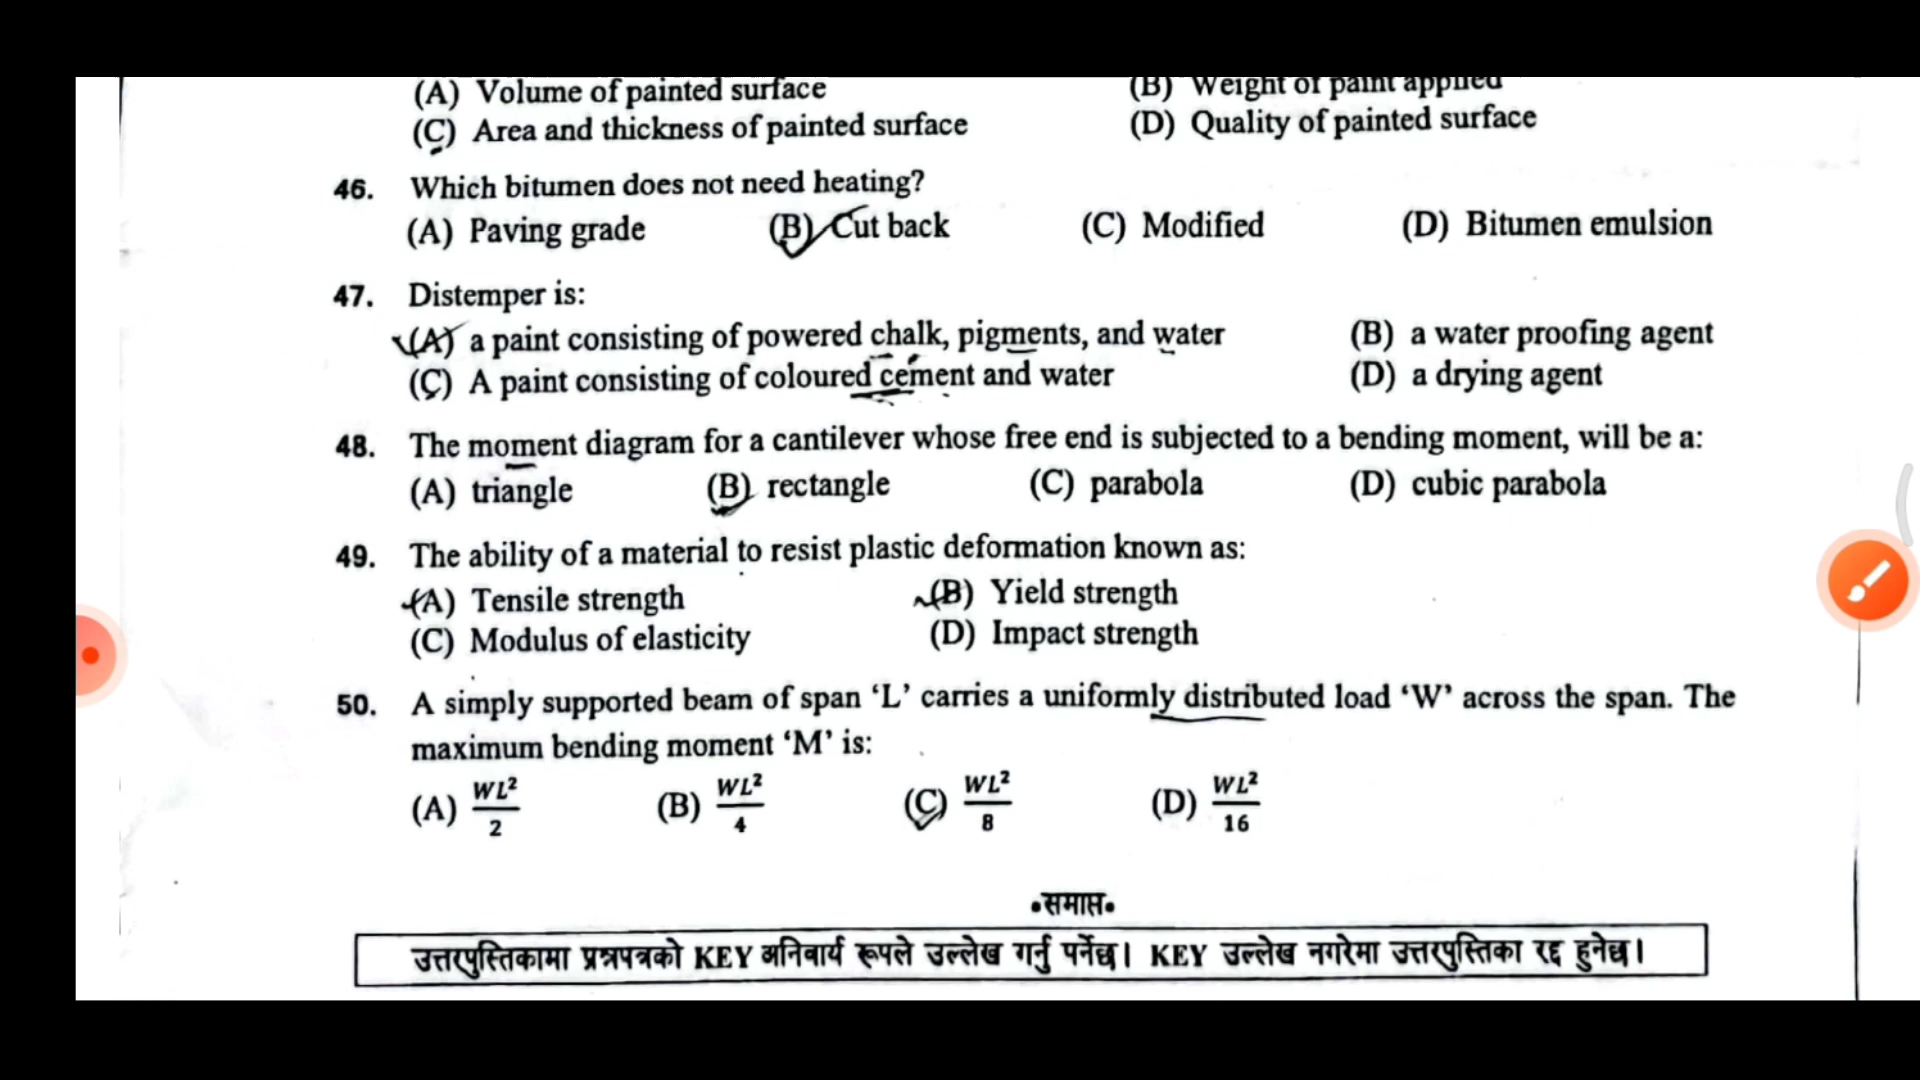 (A) Volume of painted surface (B) Weight of paint applied
(C) Area and thickness of painted surface (D) Quality of painted surface
46. Which bitumen does not need heating?
(A) Paving grade (B) Cut back (C) Modified (D) Bitumen emulsion
47. Distemper is:
(A) a paint consisting of powered chalk, pigments, and water (B) a water proofing agent
(C) A paint consisting of coloured cement and water (D) a drying agent
48. The moment diagram for a cantilever whose free end is subjected to a bending moment, will be a:
(A) triangle (B) rectangle (C) parabola (D) cubic parabola
49. The ability of a material to resist plastic deformation known as:
(A) Tensile strength (B) Yield strength
(C) Modulus of elasticity (D) Impact strength
50. A simply supported beam of span ‘L’ carries a uniformly distributed load ‘W’ across the span. The
maximum bending moment ‘M’ is:
(A) WL²/2 (B) WL²/4 (C) WL²/8 (D) WL²/16
•समाप्त•
उत्तरपुस्तिकामा प्रश्नपत्रको KEY अनिवार्य रूपले उल्लेख गर्नु पर्नेछ। KEY उल्लेख नगरेमा उत्तरपुस्तिका रद्द हुनेछ।